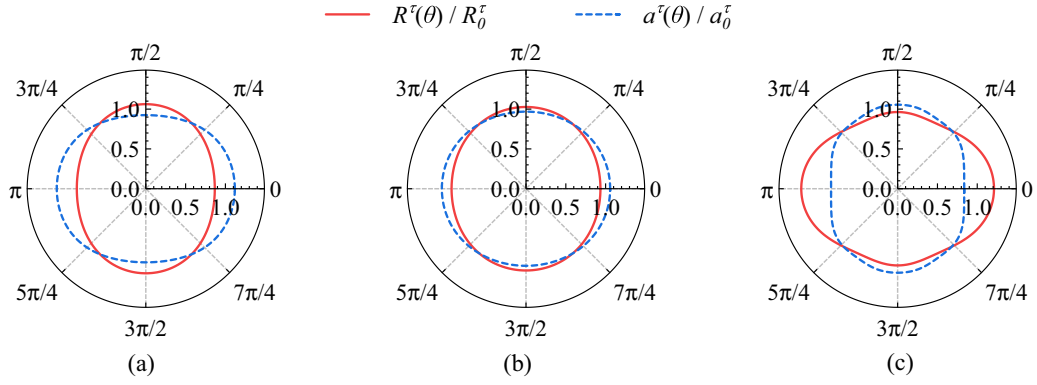 R^τ(θ) / R_0^τ a^τ(θ) / a_0^τ
π/2 π/2 π/2
3π/4 π/4 3π/4 π/4 3π/4 π/4
1.0 1.0 1.0
0.5 0.5 0.5
π 0.0 0 π 0.0 0 π 0.0 0
0.0 0.5 1.0 0.0 0.5 1.0 0.0 0.5 1.0
5π/4 7π/4 5π/4 7π/4 5π/4 7π/4
3π/2 3π/2 3π/2
(a) (b) (c)